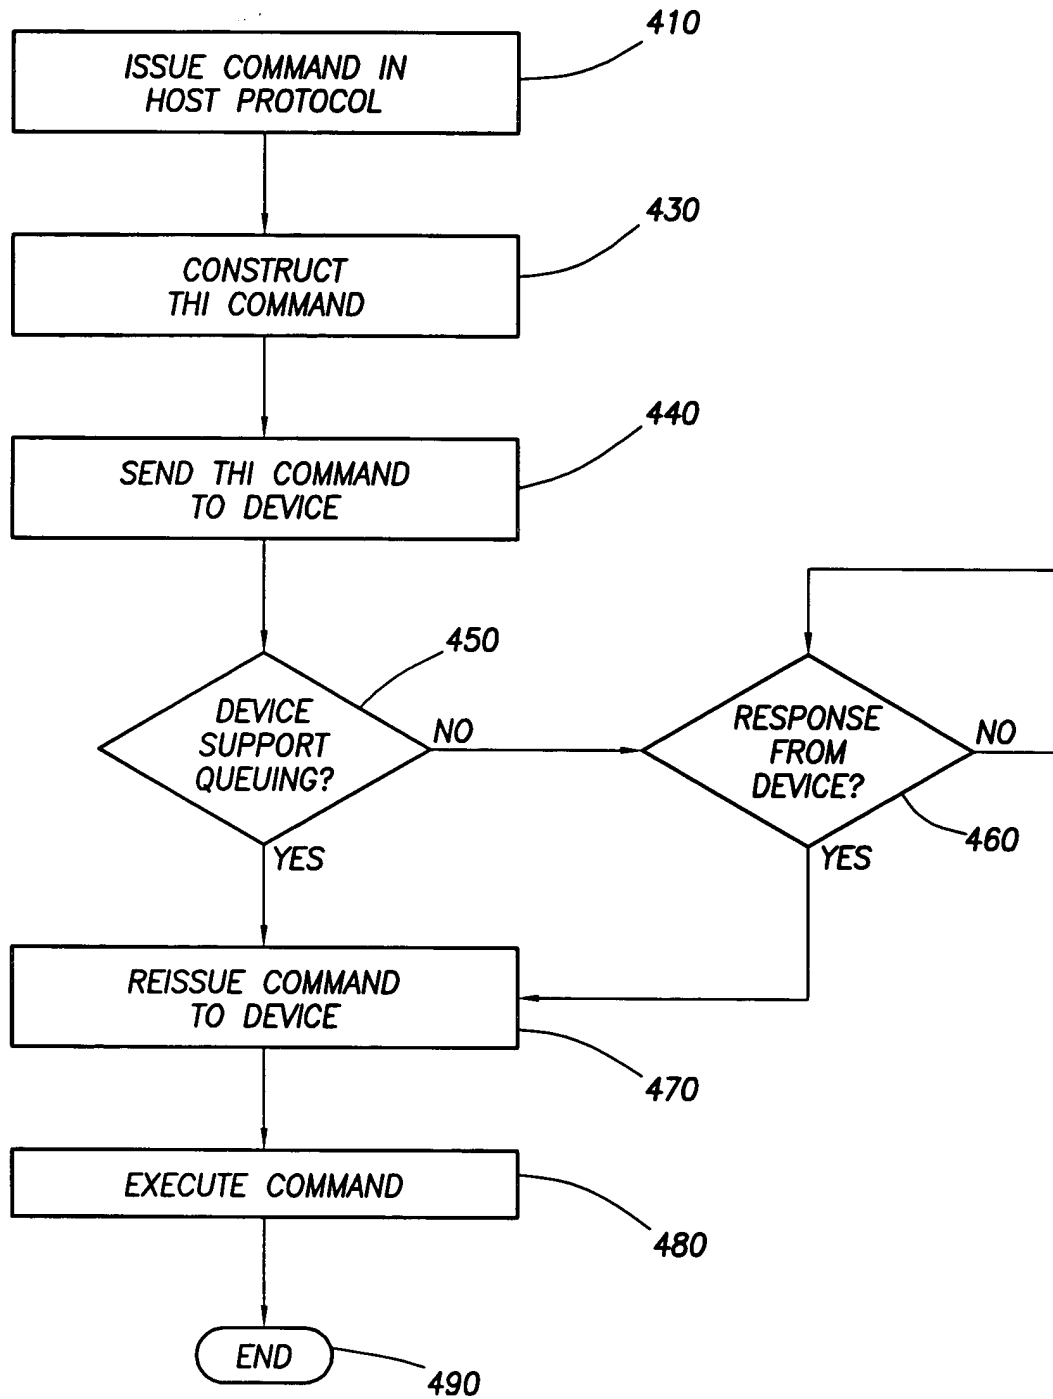 410
ISSUE COMMAND IN
HOST PROTOCOL
430
CONSTRUCT
THI COMMAND
440
SEND THI COMMAND
TO DEVICE
450
DEVICE
SUPPORT
QUEUING?
NO
YES
RESPONSE
FROM
DEVICE?
NO
460
YES
REISSUE COMMAND
TO DEVICE
470
EXECUTE COMMAND
480
END
490